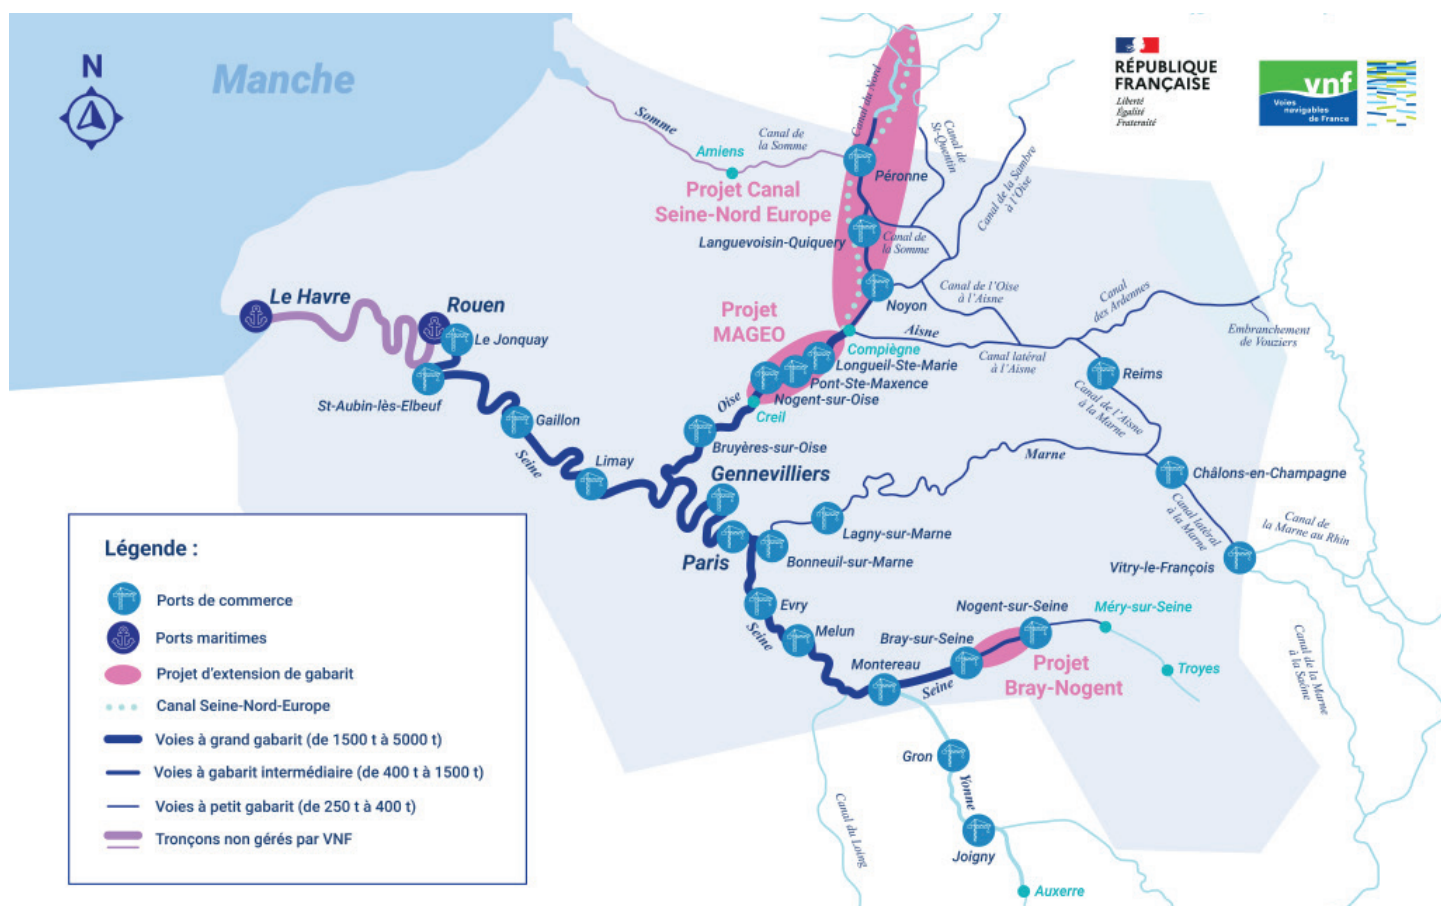 N
Manche
RÉPUBLIQUE
FRANÇAISE
Liberté
Égalité
Fraternité
vnf
Voies
navigables
de France
Somme
Canal de
la Somme
Amiens
Canal du Nord
Canal de
St-Quentin
Canal de la Sambre
à l'Oise
Péronne
Projet Canal
Seine-Nord Europe
Languevoisin-Quiquery
Canal de
la Somme
Noyon
Canal de l'Oise
à l'Aisne
Canal
des Ardennes
Embranchement
de Vouziers
Le Havre
Rouen
Le Jonquay
Projet
MAGEO
Compiègne
Aisne
Canal latéral
à l'Aisne
Longueil-Ste-Marie
Pont-Ste-Maxence
Nogent-sur-Oise
Creil
Oise
Reims
Canal de l'Aisne
à la Marne
St-Aubin-lès-Elbeuf
Gaillon
Seine
Limay
Bruyères-sur-Oise
Gennevilliers
Marne
Châlons-en-Champagne
Canal latéral
à la Marne
Canal de
la Marne au Rhin
Lagny-sur-Marne
Bonneuil-sur-Marne
Paris
Vitry-le-François
Evry
Seine
Melun
Nogent-sur-Seine
Méry-sur-Seine
Bray-sur-Seine
Montereau
Seine
Projet
Bray-Nogent
Troyes
Canal de la Marne
à la Saône
Gron
Yonne
Canal du Loing
Joigny
Auxerre
Légende :
Ports de commerce
Ports maritimes
Projet d'extension de gabarit
Canal Seine-Nord-Europe
Voies à grand gabarit (de 1500 t à 5000 t)
Voies à gabarit intermédiaire (de 400 t à 1500 t)
Voies à petit gabarit (de 250 t à 400 t)
Tronçons non gérés par VNF